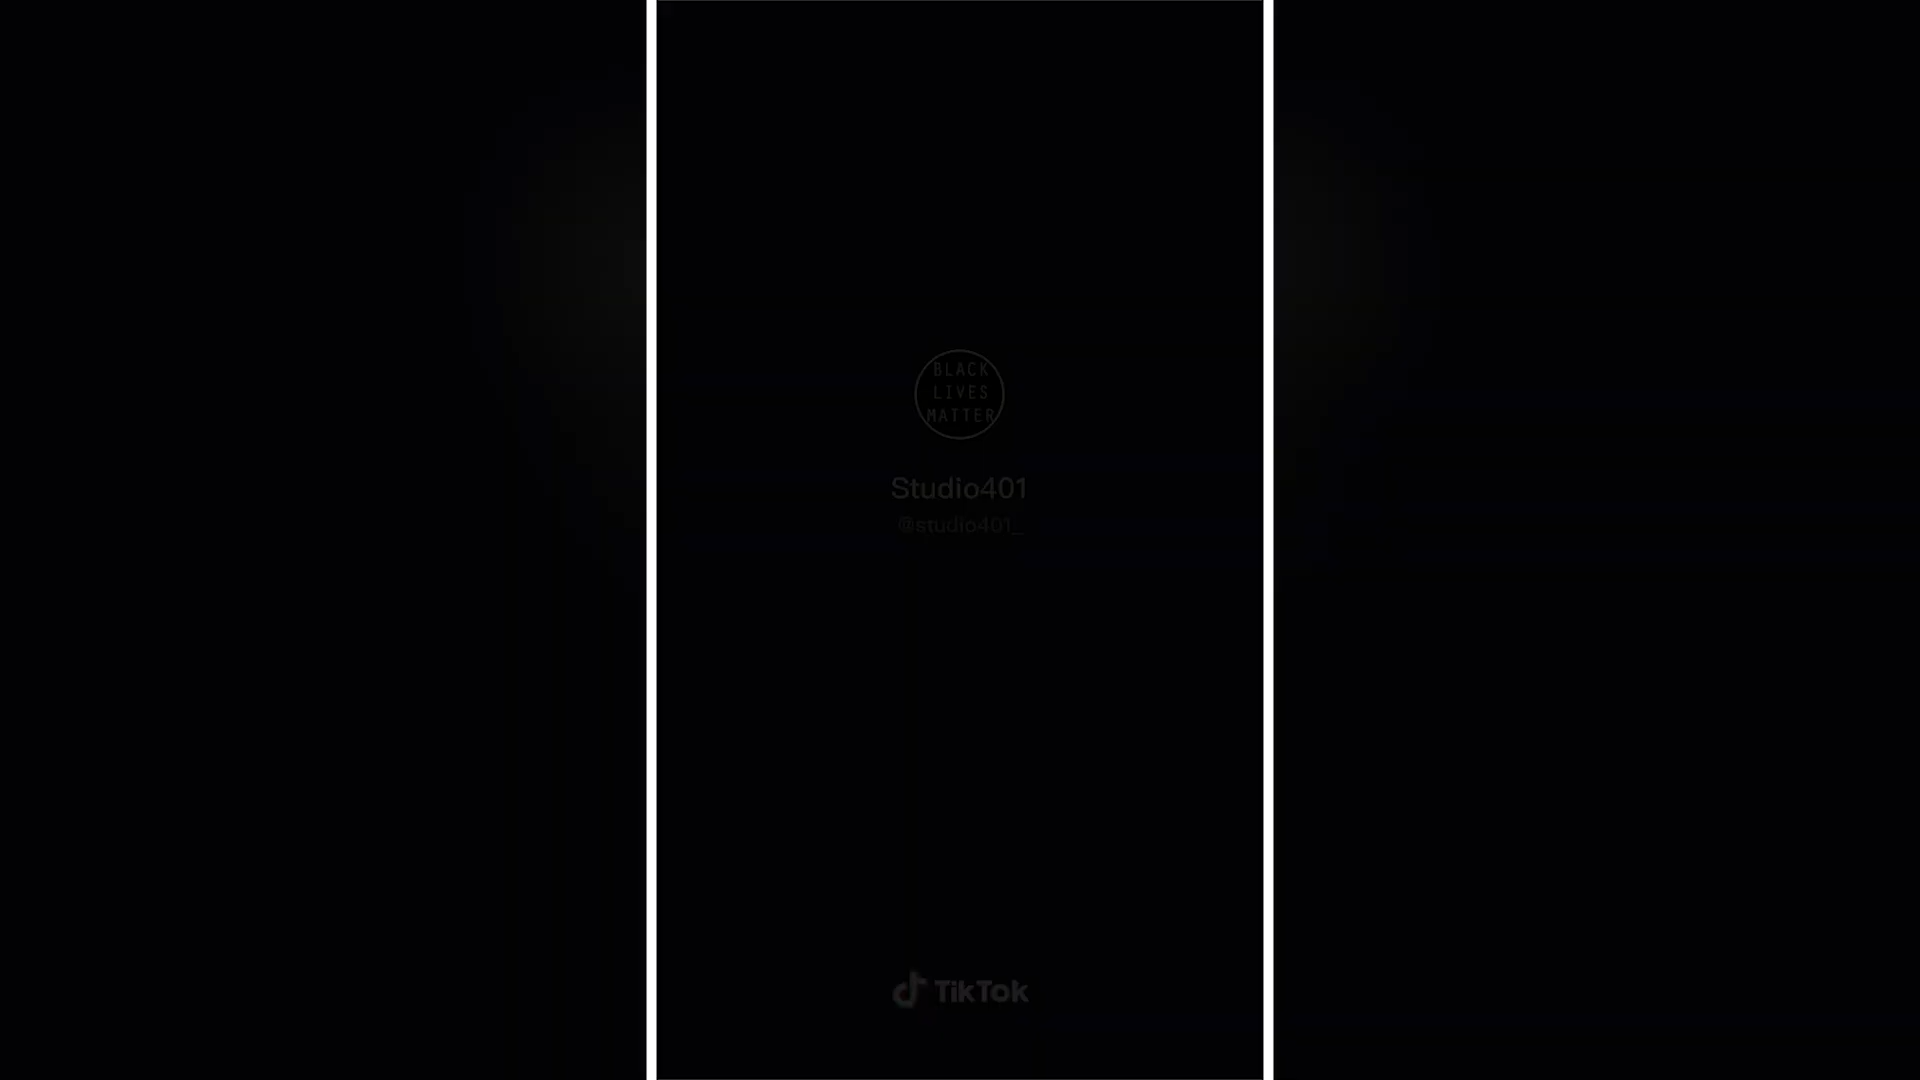 BLACK
LIVES
MATTER
Studio401
@studio401_
TikTok